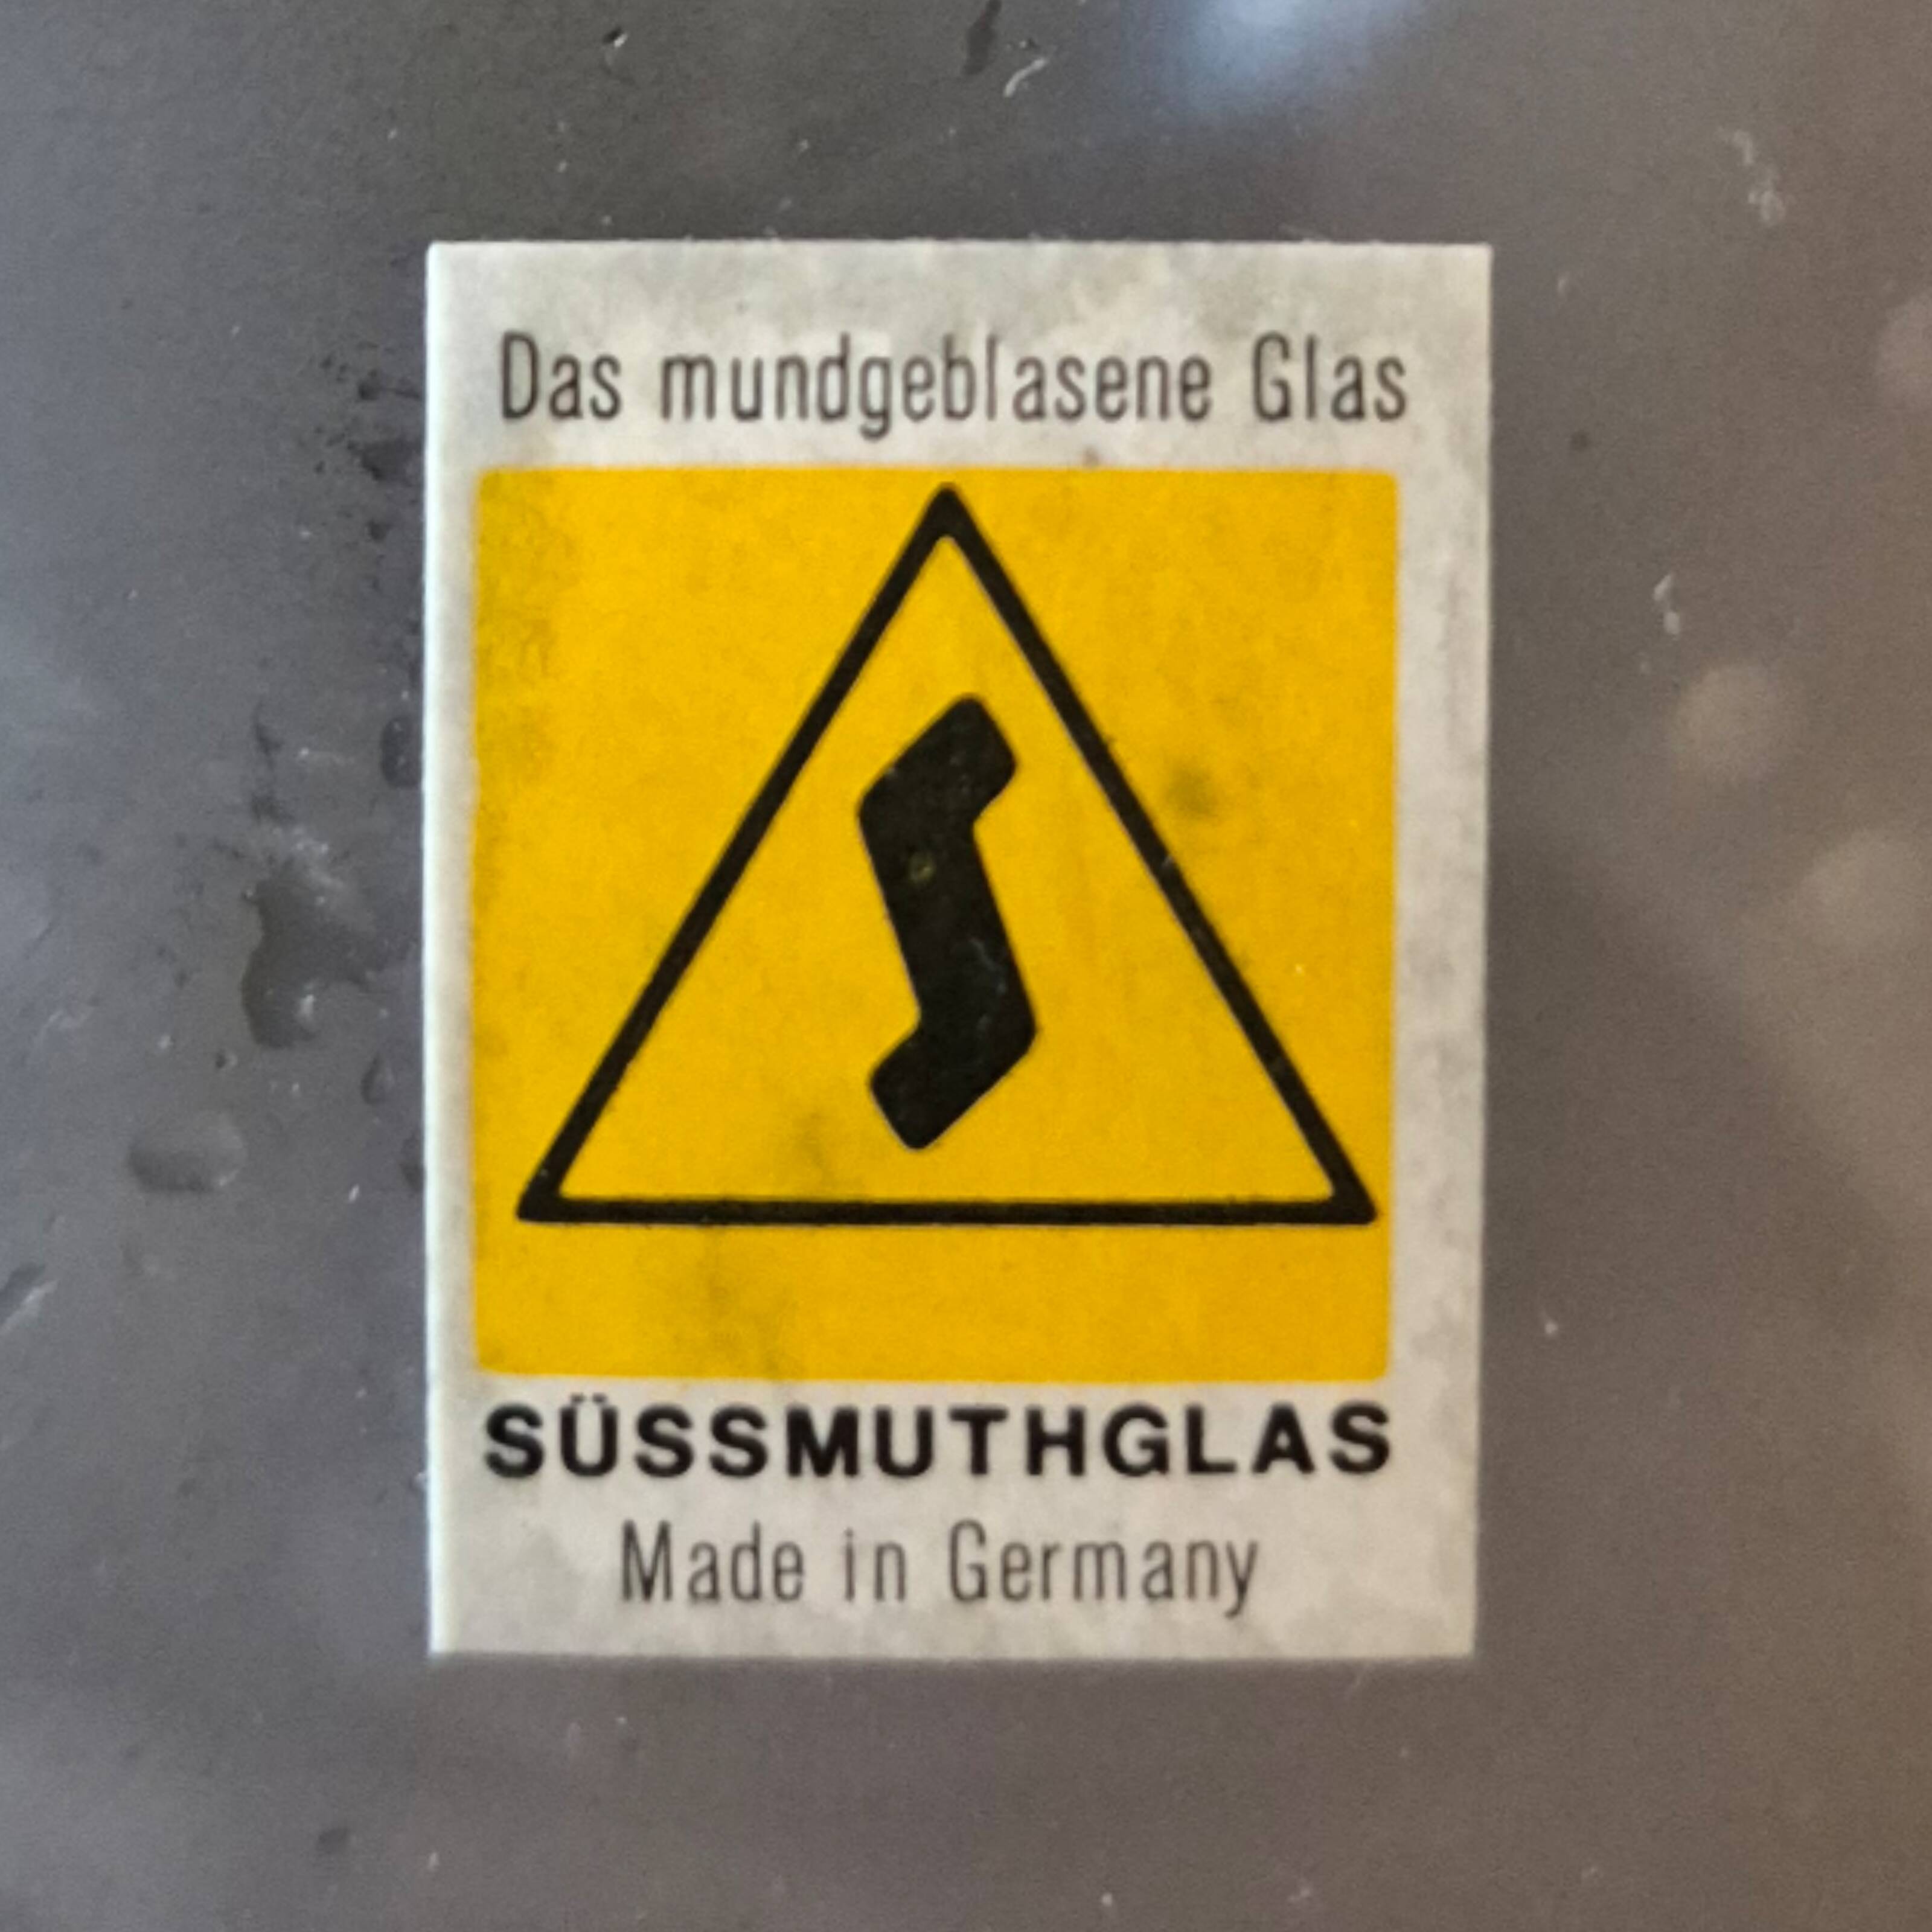 Das mundgeblasene Glas
S
SÜSSMUTHGLAS
Made in Germany